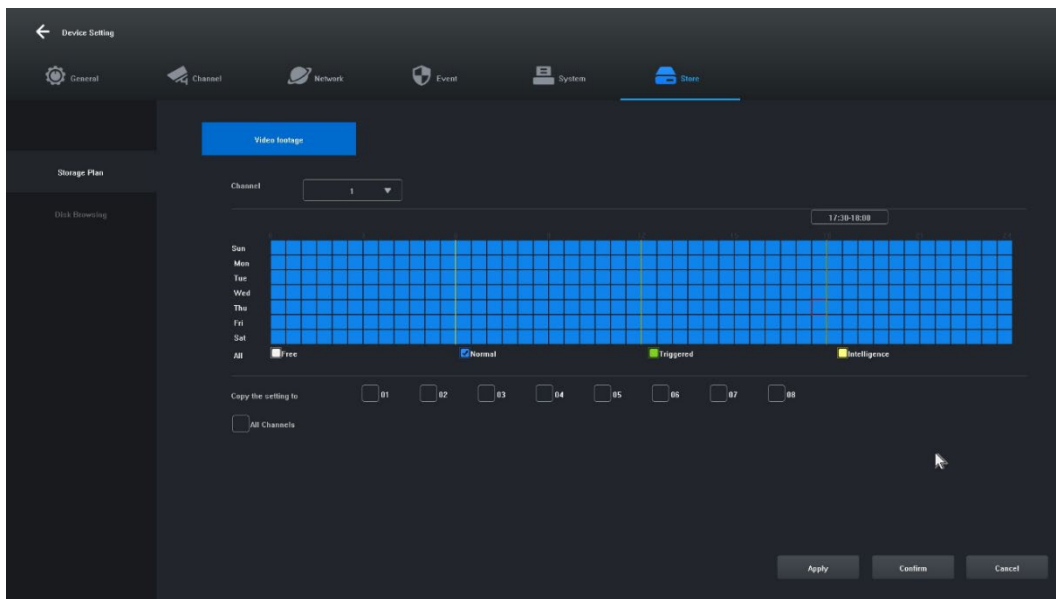 Device Setting
General Channel Network Event System Store
Video footage
Storage Plan
Channel 1
Disk Browsing
17:30-18:00
Sun
Mon
Tue
Wed
Thu
Fri
Sat
All Free Normal Triggered Intelligence
Copy the setting to 01 02 03 04 05 06 07 08
All Channels
Apply Confirm Cancel